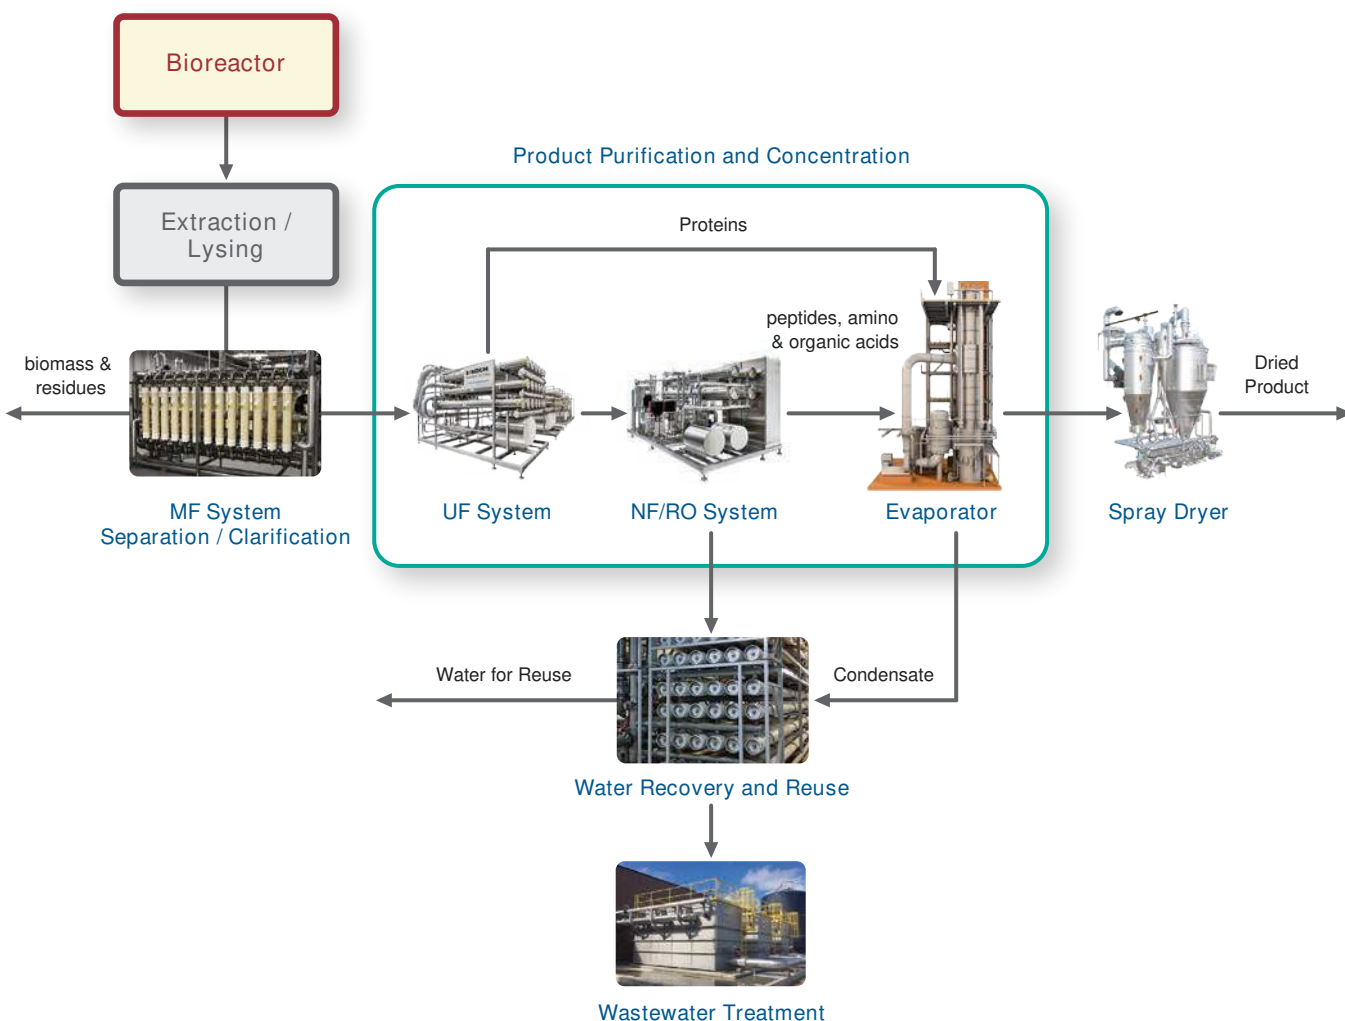 Bioreactor
Product Purification and Concentration
Extraction /
Lysing
Proteins
peptides, amino
& organic acids
biomass &
residues
Dried
Product
MF System
Separation / Clarification
UF System
NF/RO System
Evaporator
Spray Dryer
Water for Reuse
Condensate
Water Recovery and Reuse
Wastewater Treatment